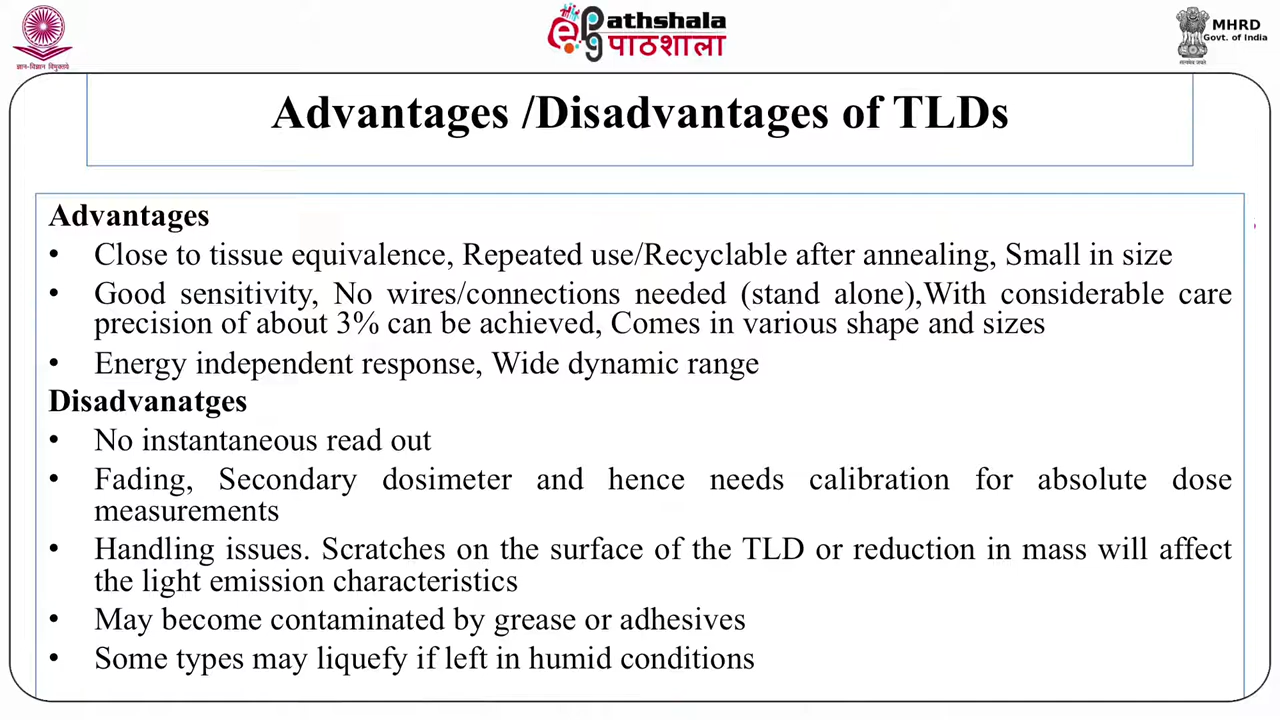 ePathshala
पाठशाला
MHRD
Govt. of India
ज्ञान-विज्ञान विमुक्तये
सत्यमेव जयते
Advantages /Disadvantages of TLDs
Advantages
• Close to tissue equivalence, Repeated use/Recyclable after annealing, Small in size
• Good sensitivity, No wires/connections needed (stand alone),With considerable care
precision of about 3% can be achieved, Comes in various shape and sizes
• Energy independent response, Wide dynamic range
Disadvanatges
• No instantaneous read out
• Fading, Secondary dosimeter and hence needs calibration for absolute dose
measurements
• Handling issues. Scratches on the surface of the TLD or reduction in mass will affect
the light emission characteristics
• May become contaminated by grease or adhesives
• Some types may liquefy if left in humid conditions